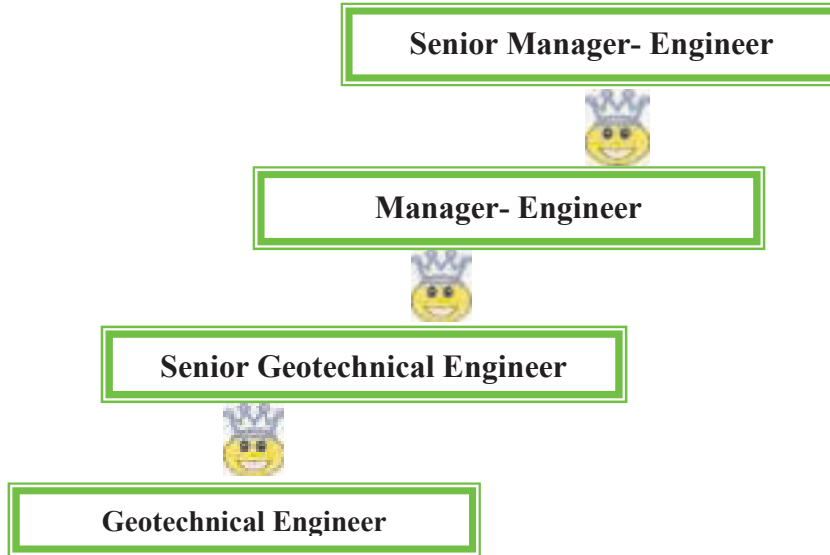 Senior Manager- Engineer
Manager- Engineer
Senior Geotechnical Engineer
Geotechnical Engineer